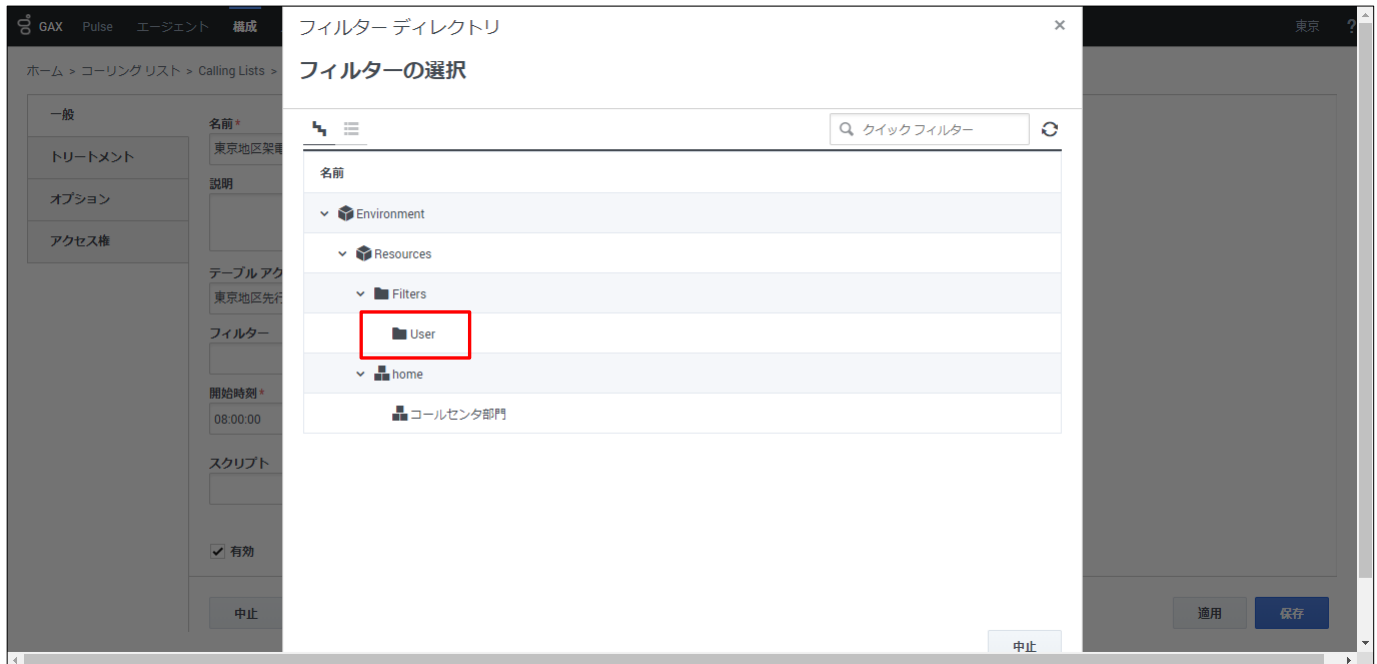 GAX Pulse エージェント 構成
東京 ?
フィルター ディレクトリ
×
フィルターの選択
ホーム > コーリング リスト > Calling Lists >
一般
トリートメント
オプション
アクセス権
名前*
東京地区架電
説明
テーブル アク
東京地区先行
フィルター
開始時刻*
08:00:00
スクリプト
有効
中止
クイック フィルター
名前
Environment
Resources
Filters
User
home
コールセンタ部門
中止
適用
保存